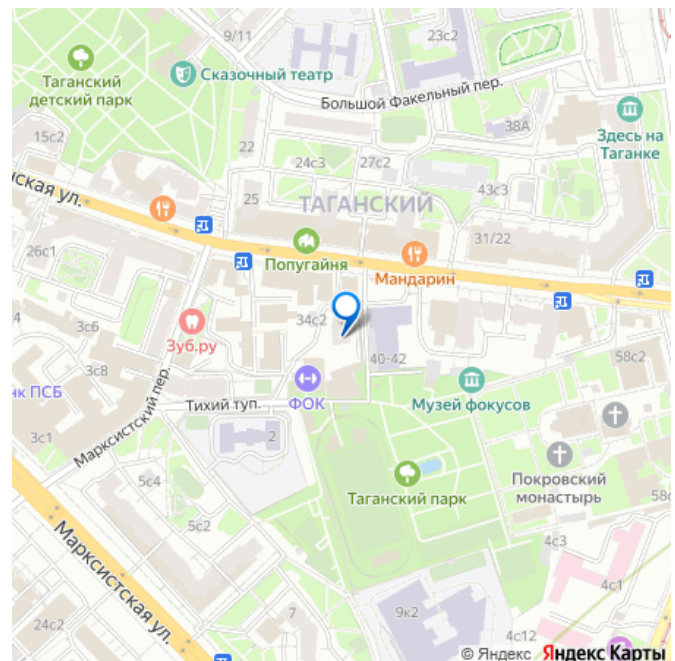 9/11
23с2
Таганский
детский парк
Сказочный театр
Большой Факельный пер.
38А
Здесь на
Таганке
15с2
22
24с3
27с2
43с3
нская ул.
25
ТАГАНСКИЙ
31/22
26с1
Попугайня
Мандарин
34с2
3с6
Зуб.ру
40-42
58с2
3с8
нк ПСБ
ФОК
Музей фокусов
Тихий туп.
Марксистский пер.
3с1
2
Покровский
монастырь
5с4
Таганский парк
58с
5с2
4с3
Марксистская ул.
4с1
7
9к2
24с2
4с12
© Яндекс Яндекс Карты